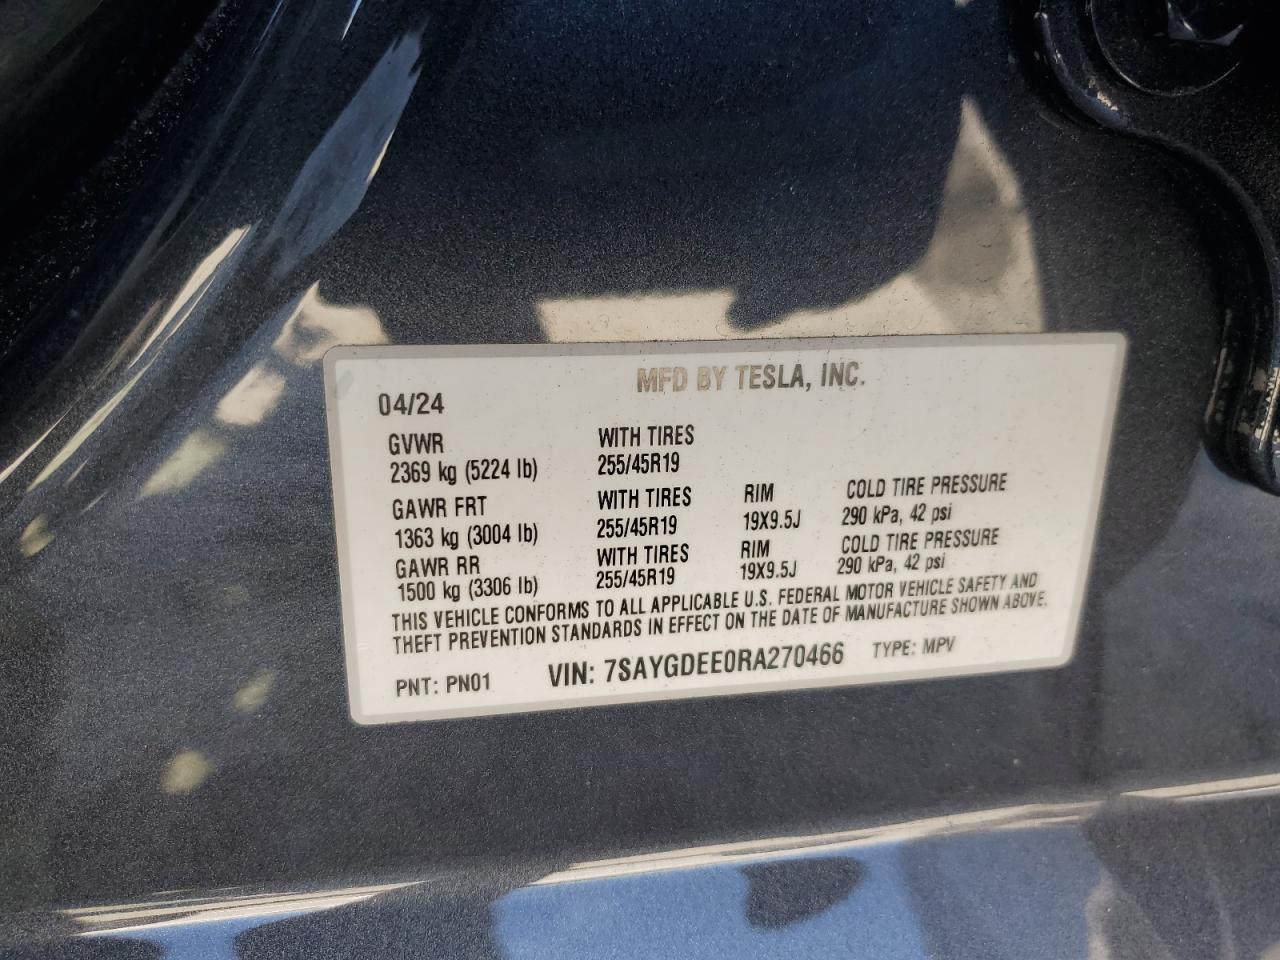 MFD BY TESLA, INC.
04/24
GVWR WITH TIRES
2369 kg (5224 lb) 255/45R19
GAWR FRT WITH TIRES RIM COLD TIRE PRESSURE
1363 kg (3004 lb) 255/45R19 19X9.5J 290 kPa, 42 psi
GAWR RR WITH TIRES RIM COLD TIRE PRESSURE
1500 kg (3306 lb) 255/45R19 19X9.5J 290 kPa, 42 psi
THIS VEHICLE CONFORMS TO ALL APPLICABLE U.S. FEDERAL MOTOR VEHICLE SAFETY AND
THEFT PREVENTION STANDARDS IN EFFECT ON THE DATE OF MANUFACTURE SHOWN ABOVE.
PNT: PN01 VIN: 7SAYGDEE0RA270466 TYPE: MPV